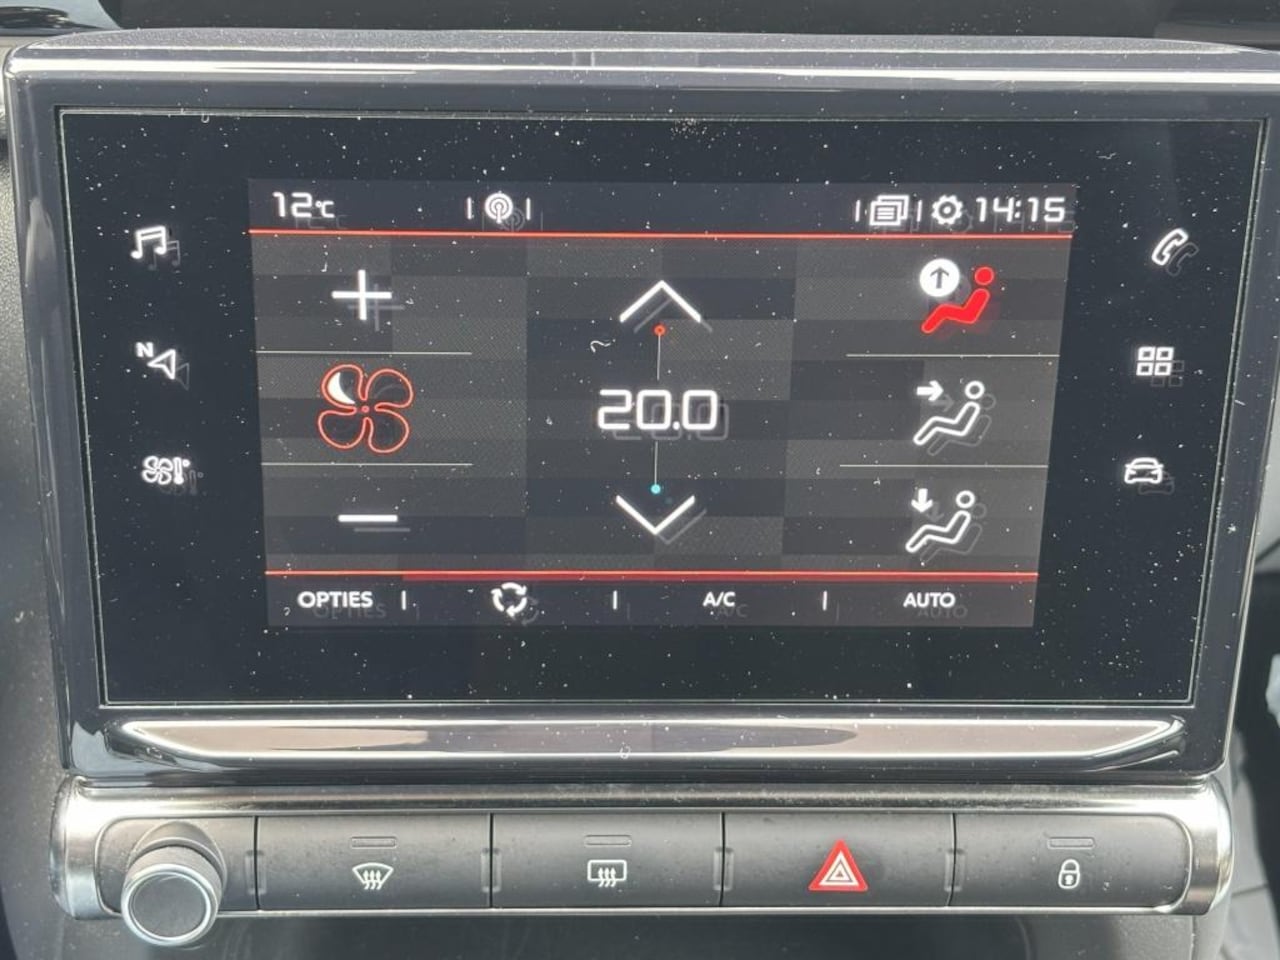 12°C
14:15
N
20.0
OPTIES
A/C
AUTO